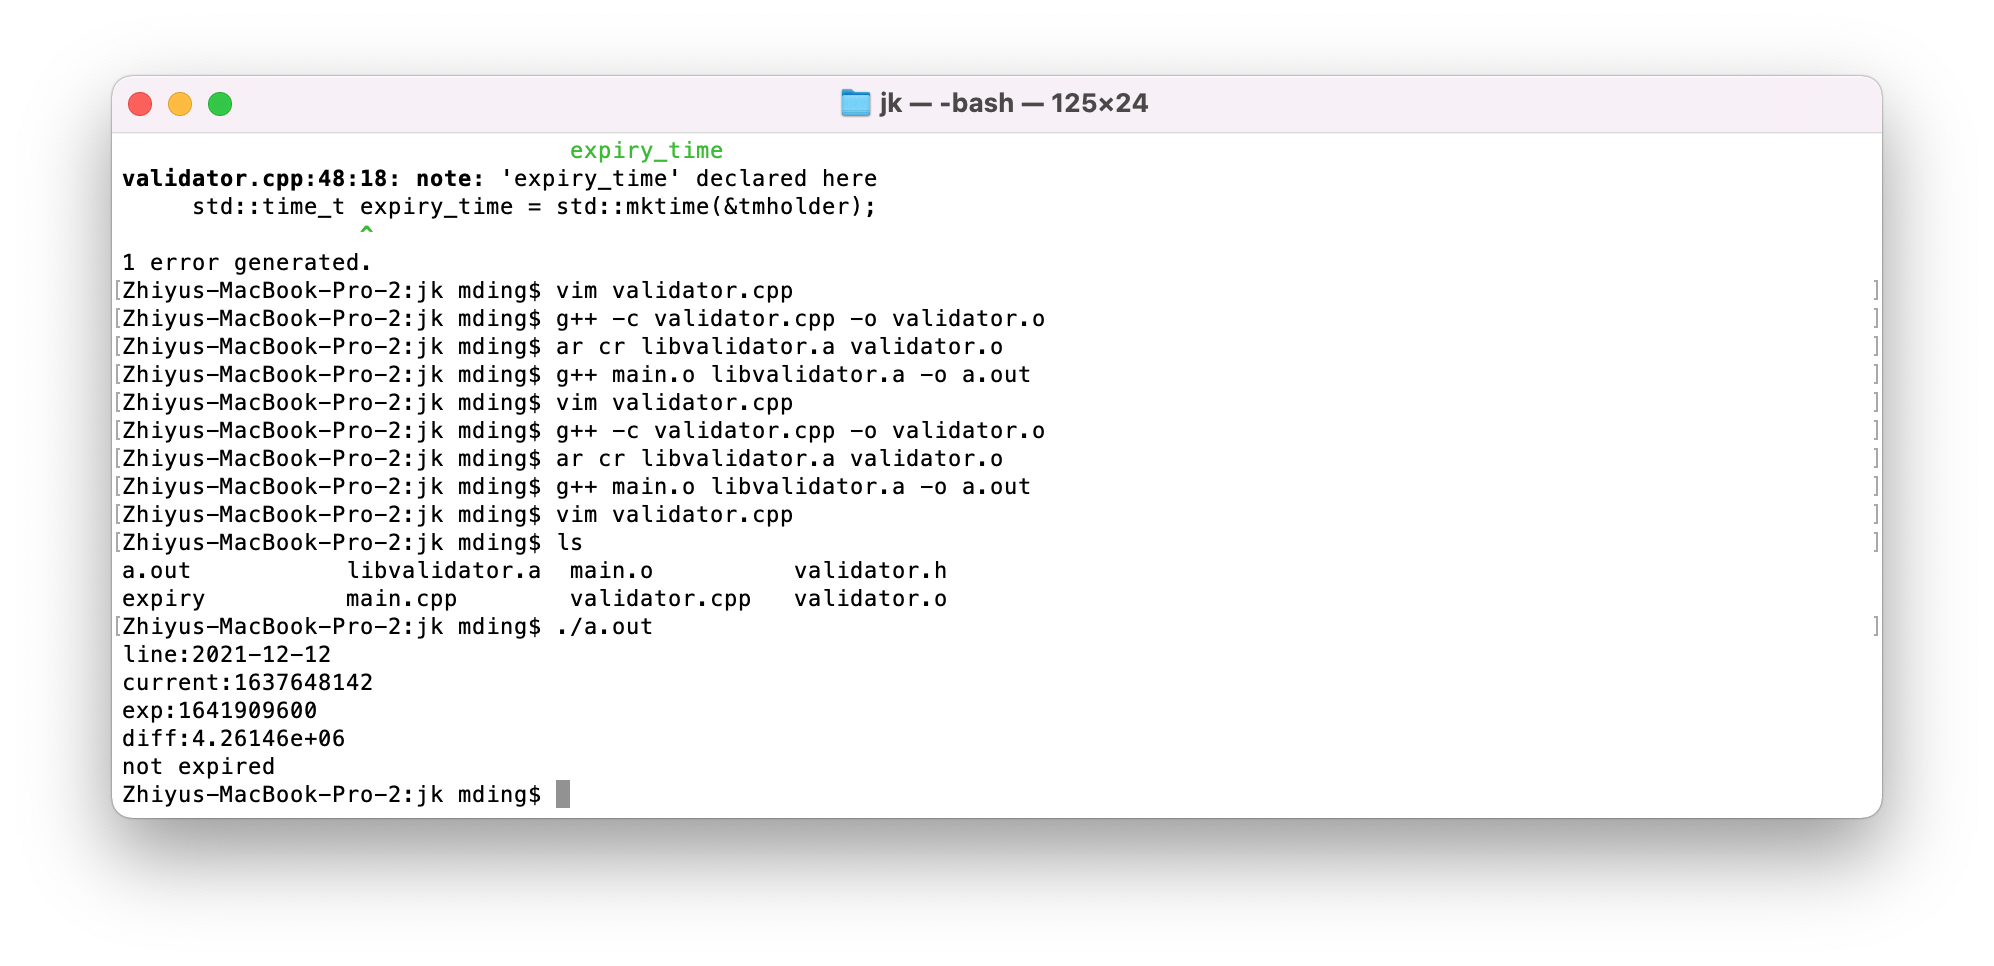 jk — -bash — 125×24
expiry_time
validator.cpp:48:18: note: 'expiry_time' declared here
std::time_t expiry_time = std::mktime(&tmholder);
^
1 error generated.
[Zhiyus-MacBook-Pro-2:jk mding$ vim validator.cpp ]
[Zhiyus-MacBook-Pro-2:jk mding$ g++ -c validator.cpp -o validator.o ]
[Zhiyus-MacBook-Pro-2:jk mding$ ar cr libvalidator.a validator.o ]
[Zhiyus-MacBook-Pro-2:jk mding$ g++ main.o libvalidator.a -o a.out ]
[Zhiyus-MacBook-Pro-2:jk mding$ vim validator.cpp ]
[Zhiyus-MacBook-Pro-2:jk mding$ g++ -c validator.cpp -o validator.o ]
[Zhiyus-MacBook-Pro-2:jk mding$ ar cr libvalidator.a validator.o ]
[Zhiyus-MacBook-Pro-2:jk mding$ g++ main.o libvalidator.a -o a.out ]
[Zhiyus-MacBook-Pro-2:jk mding$ vim validator.cpp ]
[Zhiyus-MacBook-Pro-2:jk mding$ ls ]
a.out libvalidator.a main.o validator.h
expiry main.cpp validator.cpp validator.o
[Zhiyus-MacBook-Pro-2:jk mding$ ./a.out ]
line:2021-12-12
current:1637648142
exp:1641909600
diff:4.26146e+06
not expired
Zhiyus-MacBook-Pro-2:jk mding$